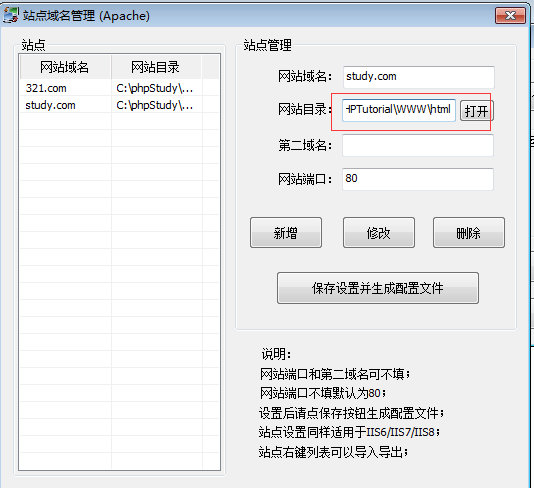 站点域名管理 (Apache)
站点
网站域名 网站目录
321.com C:\phpStudy\...
study.com C:\phpStudy\...
站点管理
网站域名: study.com
网站目录: HPTutorial\WWW\html 打开
第二域名:
网站端口: 80
新增 修改 删除
保存设置并生成配置文件
说明:
网站端口和第二域名可不填;
网站端口不填默认为80;
设置后请点保存按钮生成配置文件;
站点设置同样适用于IIS6/IIS7/IIS8;
站点右键列表可以导入导出;